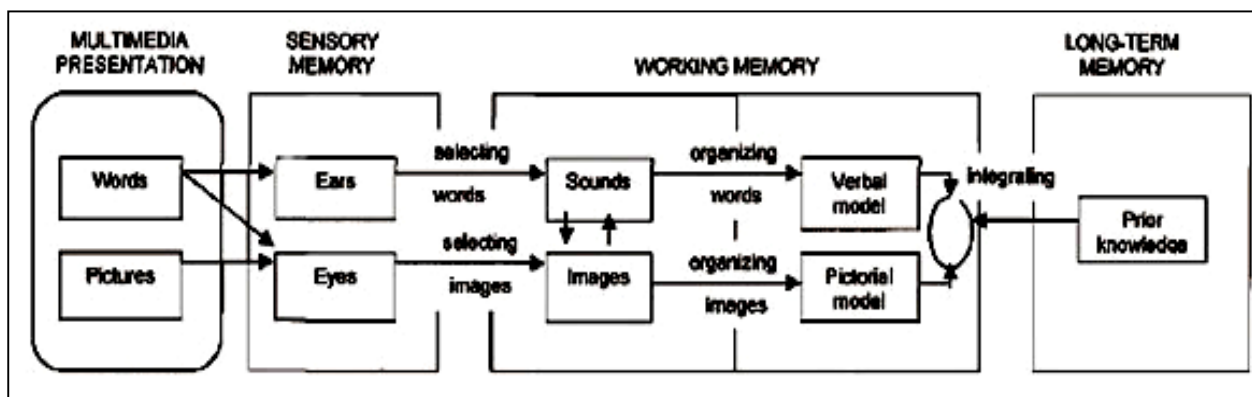 MULTIMEDIA
PRESENTATION
SENSORY
MEMORY
WORKING MEMORY
LONG-TERM
MEMORY
Words
Ears
selecting
words
Sounds
organizing
words
Verbal
model
integrating
Prior
knowledge
Pictures
Eyes
selecting
images
Images
organizing
images
Pictorial
model